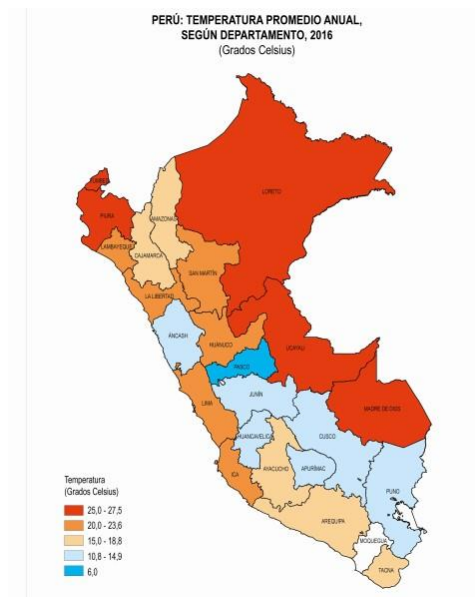 PERÚ: TEMPERATURA PROMEDIO ANUAL,
SEGÚN DEPARTAMENTO, 2016
(Grados Celsius)
LORETO
TUMBES
PIURA
AMAZONAS
LAMBAYEQUE
CAJAMARCA
SAN MARTÍN
LA LIBERTAD
ÁNCASH
HUÁNUCO
UCAYALI
PASCO
JUNÍN
LIMA
MADRE DE DIOS
HUANCAVELICA
CUSCO
AYACUCHO
APURÍMAC
ICA
PUNO
AREQUIPA
MOQUEGUA
TACNA
Temperatura
(Grados Celsius)
25,0 - 27,5
20,0 - 23,6
15,0 - 18,8
10,8 - 14,9
6,0